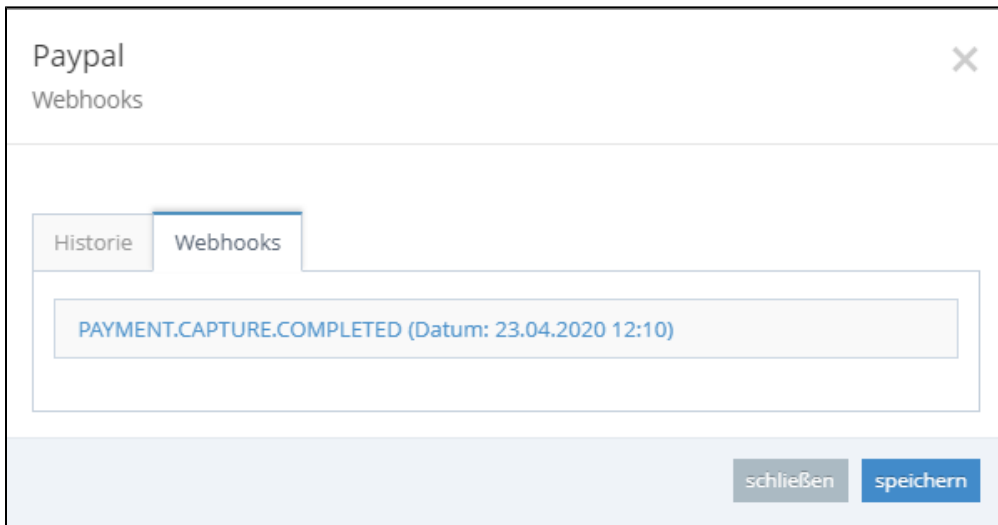 Paypal
Webhooks
Historie
Webhooks
PAYMENT.CAPTURE.COMPLETED (Datum: 23.04.2020 12:10)
schließen
speichern